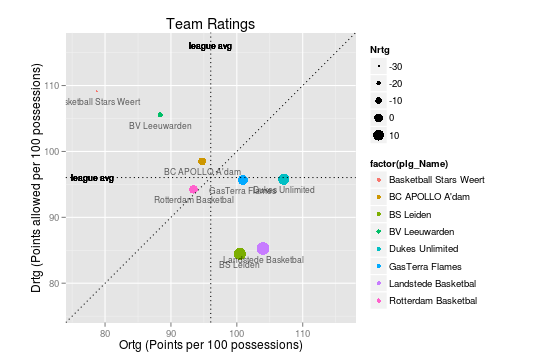 Team Ratings
league avg
Nrtg
-30
-20
-10
0
10
110
100
90
80
Drtg (Points allowed per 100 possessions)
sketball Stars Weert
BV Leeuwarden
BC APOLLO A'dam
league avg
GasTerra Flames
Dukes Unlimited
Rotterdam Basketbal
Landstede Basketbal
BS Leiden
80
90
100
110
Ortg (Points per 100 possessions)
factor(plg_Name)
Basketball Stars Weert
BC APOLLO A'dam
BS Leiden
BV Leeuwarden
Dukes Unlimited
GasTerra Flames
Landstede Basketbal
Rotterdam Basketbal